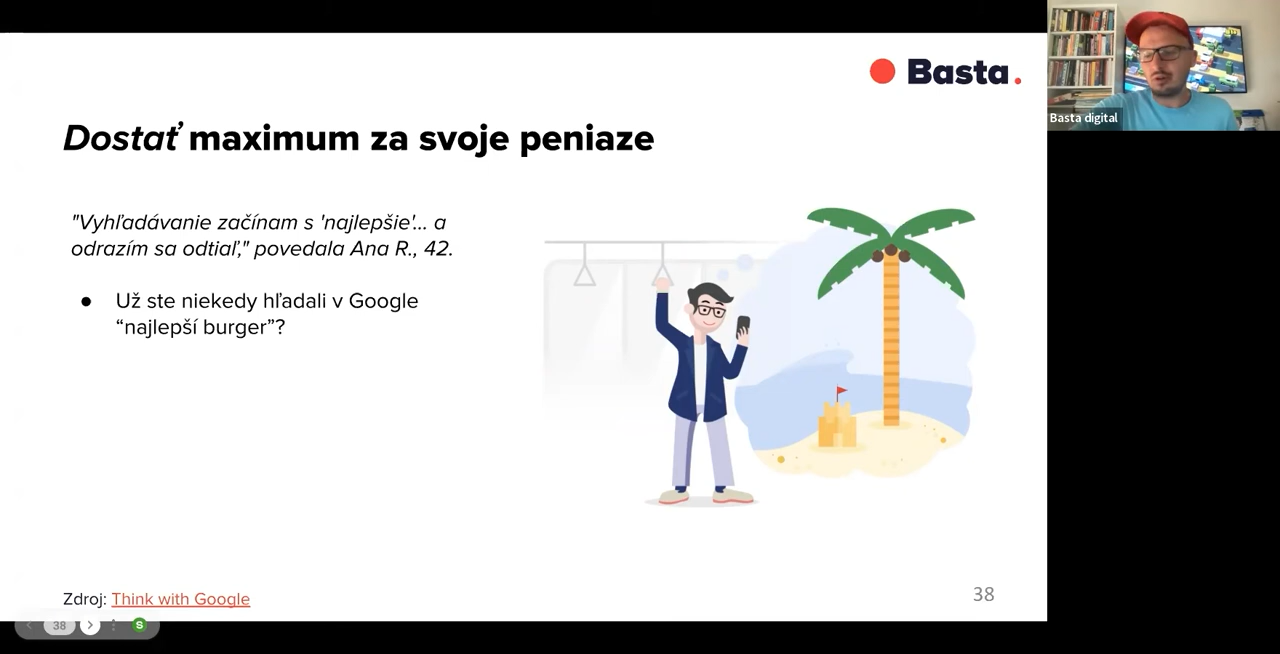 Basta.
Basta digital
Dostať maximum za svoje peniaze
"Vyhľadávanie začínam s 'najlepšie'... a
odrazím sa odtiaľ," povedala Ana R., 42.
● Už ste niekedy hľadali v Google
“najlepší burger”?
Zdroj: Think with Google
38
38
S